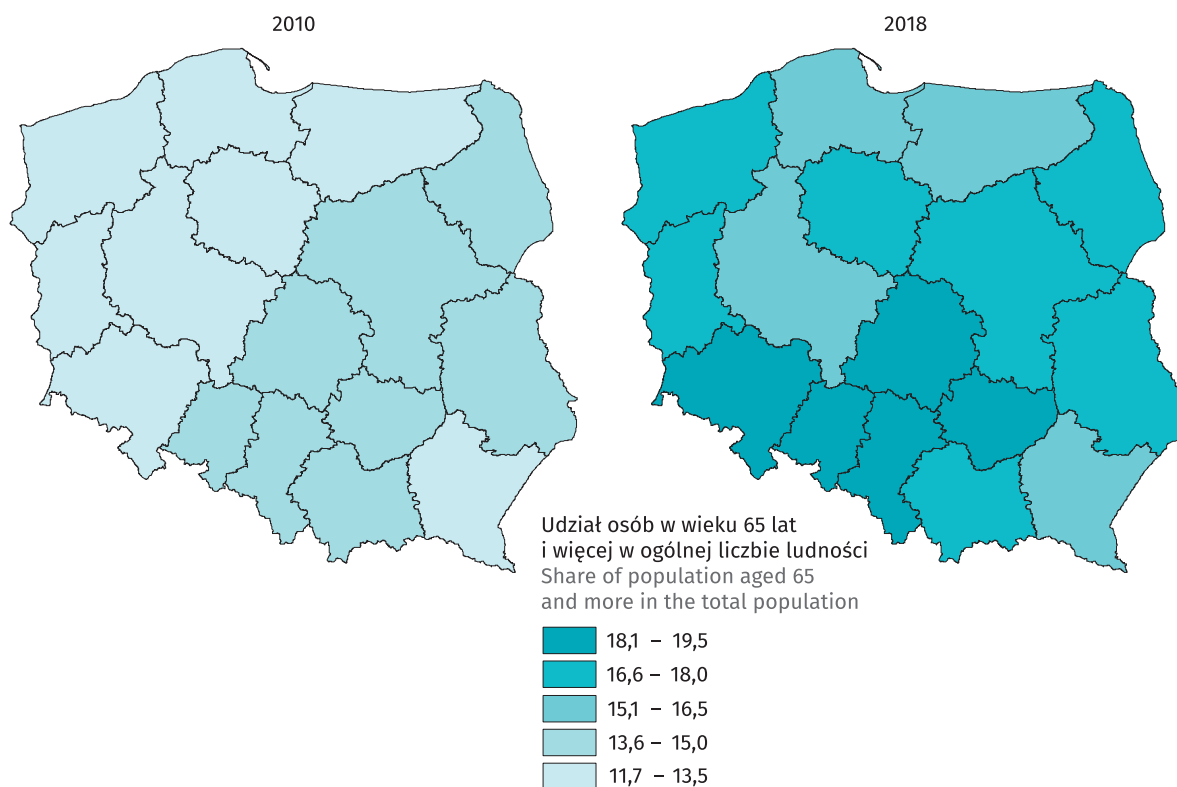 2010
2018
Udział osób w wieku 65 lat
i więcej w ogólnej liczbie ludności
Share of population aged 65
and more in the total population
18,1 – 19,5
16,6 – 18,0
15,1 – 16,5
13,6 – 15,0
11,7 – 13,5